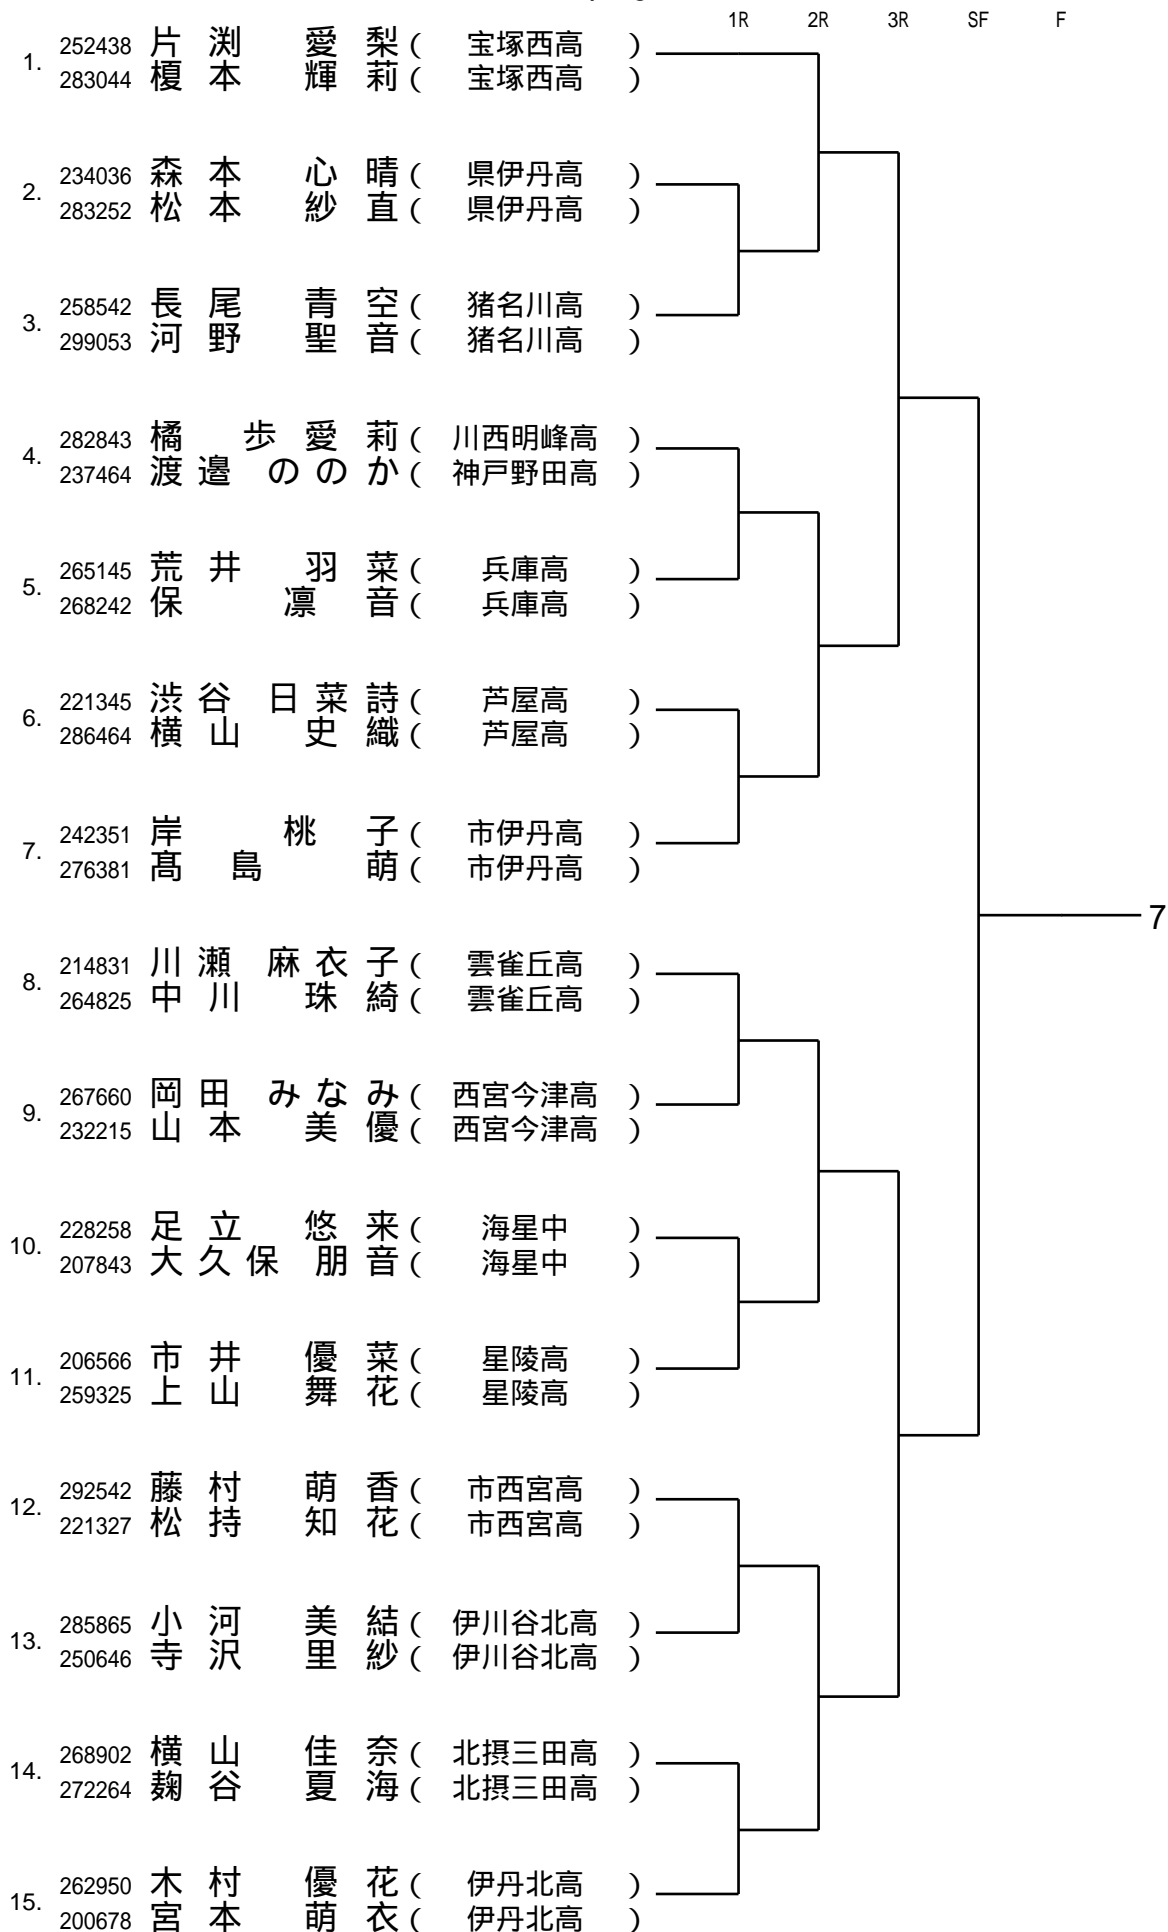 1R 2R 3R SF F
1. 252438 片渕 愛梨 ( 宝塚西高 )
283044 榎本 輝莉 ( 宝塚西高 )
2. 234036 森本 心晴 ( 県伊丹高 )
283252 松本 紗直 ( 県伊丹高 )
3. 258542 長尾 青空 ( 猪名川高 )
299053 河野 聖音 ( 猪名川高 )
4. 282843 橘 歩愛莉 ( 川西明峰高 )
237464 渡邉 ののか ( 神戸野田高 )
5. 265145 荒井 羽菜 ( 兵庫高 )
268242 保 凛音 ( 兵庫高 )
6. 221345 渋谷 日菜詩 ( 芦屋高 )
286464 横山 史織 ( 芦屋高 )
7. 242351 岸 桃子 ( 市伊丹高 )
276381 髙島 萌 ( 市伊丹高 )
7
8. 214831 川瀬 麻衣子 ( 雲雀丘高 )
264825 中川 珠綺 ( 雲雀丘高 )
9. 267660 岡田 みなみ ( 西宮今津高 )
232215 山本 美優 ( 西宮今津高 )
10. 228258 足立 悠来 ( 海星中 )
207843 大久保 朋音 ( 海星中 )
11. 206566 市井 優菜 ( 星陵高 )
259325 上山 舞花 ( 星陵高 )
12. 292542 藤村 萌香 ( 市西宮高 )
221327 松持 知花 ( 市西宮高 )
13. 285865 小河 美結 ( 伊川谷北高 )
250646 寺沢 里紗 ( 伊川谷北高 )
14. 268902 横山 佳奈 ( 北摂三田高 )
272264 麹谷 夏海 ( 北摂三田高 )
15. 262950 木村 優花 ( 伊丹北高 )
200678 宮本 萌衣 ( 伊丹北高 )